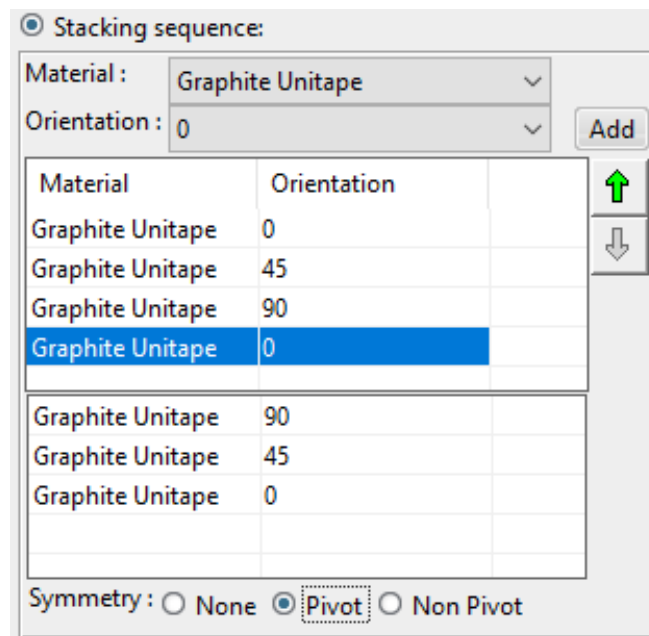 Stacking sequence:
Material : Graphite Unitape
Orientation : 0 Add
Material Orientation
Graphite Unitape 0
Graphite Unitape 45
Graphite Unitape 90
Graphite Unitape 0
Graphite Unitape 90
Graphite Unitape 45
Graphite Unitape 0
Symmetry : None Pivot Non Pivot